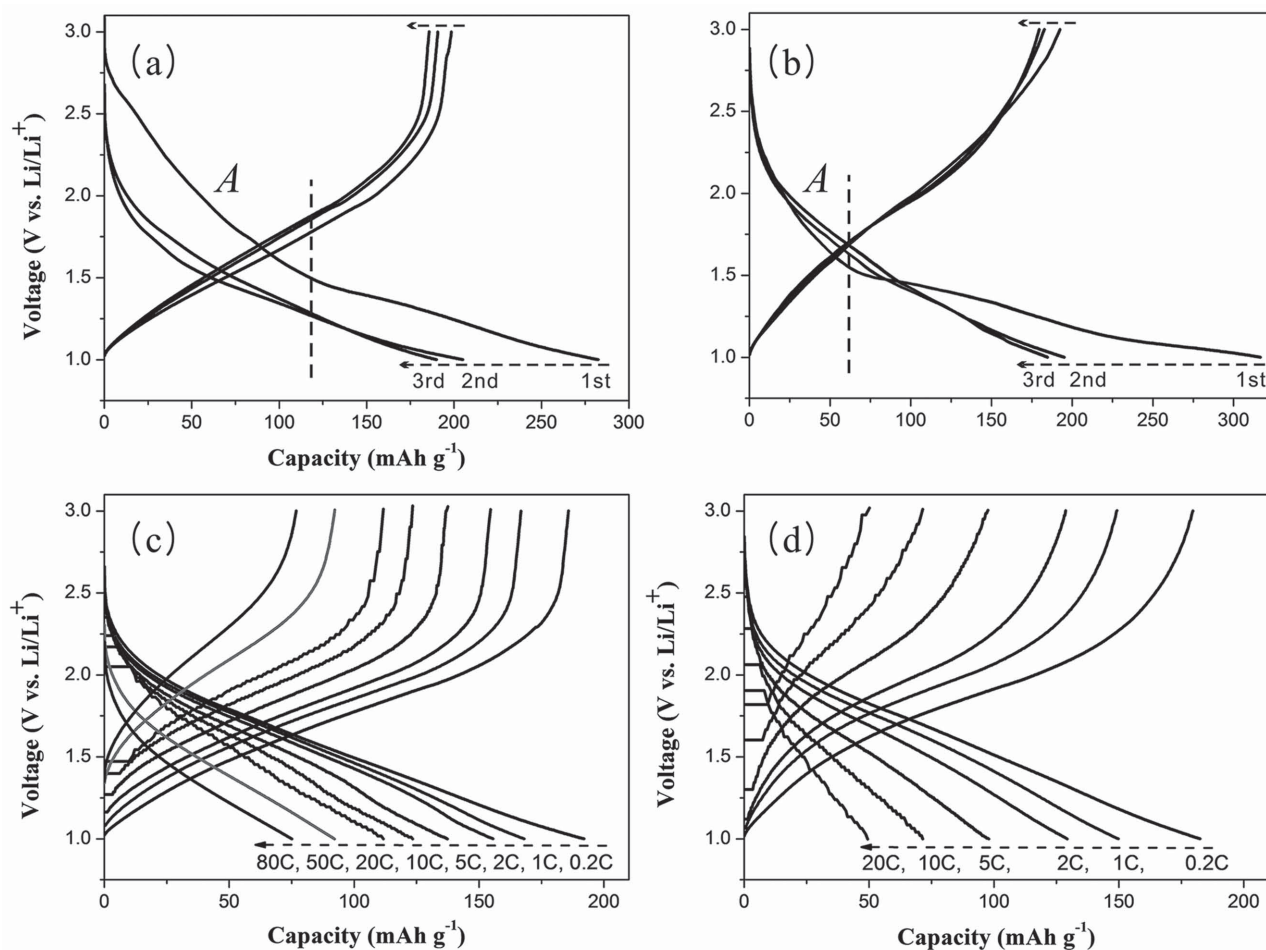 (a)
A
3.0
2.5
2.0
1.5
1.0
Voltage (V vs. Li/Li⁺)
3rd 2nd 1st
0 50 100 150 200 250 300
Capacity (mAh g⁻¹)
(b)
A
3.0
2.5
2.0
1.5
1.0
3rd 2nd 1st
0 50 100 150 200 250 300
Capacity (mAh g⁻¹)
(c)
3.0
2.5
2.0
1.5
1.0
Voltage (V vs. Li/Li⁺)
80C, 50C, 20C, 10C, 5C, 2C, 1C, 0.2C
0 50 100 150 200
Capacity (mAh g⁻¹)
(d)
3.0
2.5
2.0
1.5
1.0
Voltage (V vs. Li/Li⁺)
20C, 10C, 5C, 2C, 1C, 0.2C
0 50 100 150 200
Capacity (mAh g⁻¹)